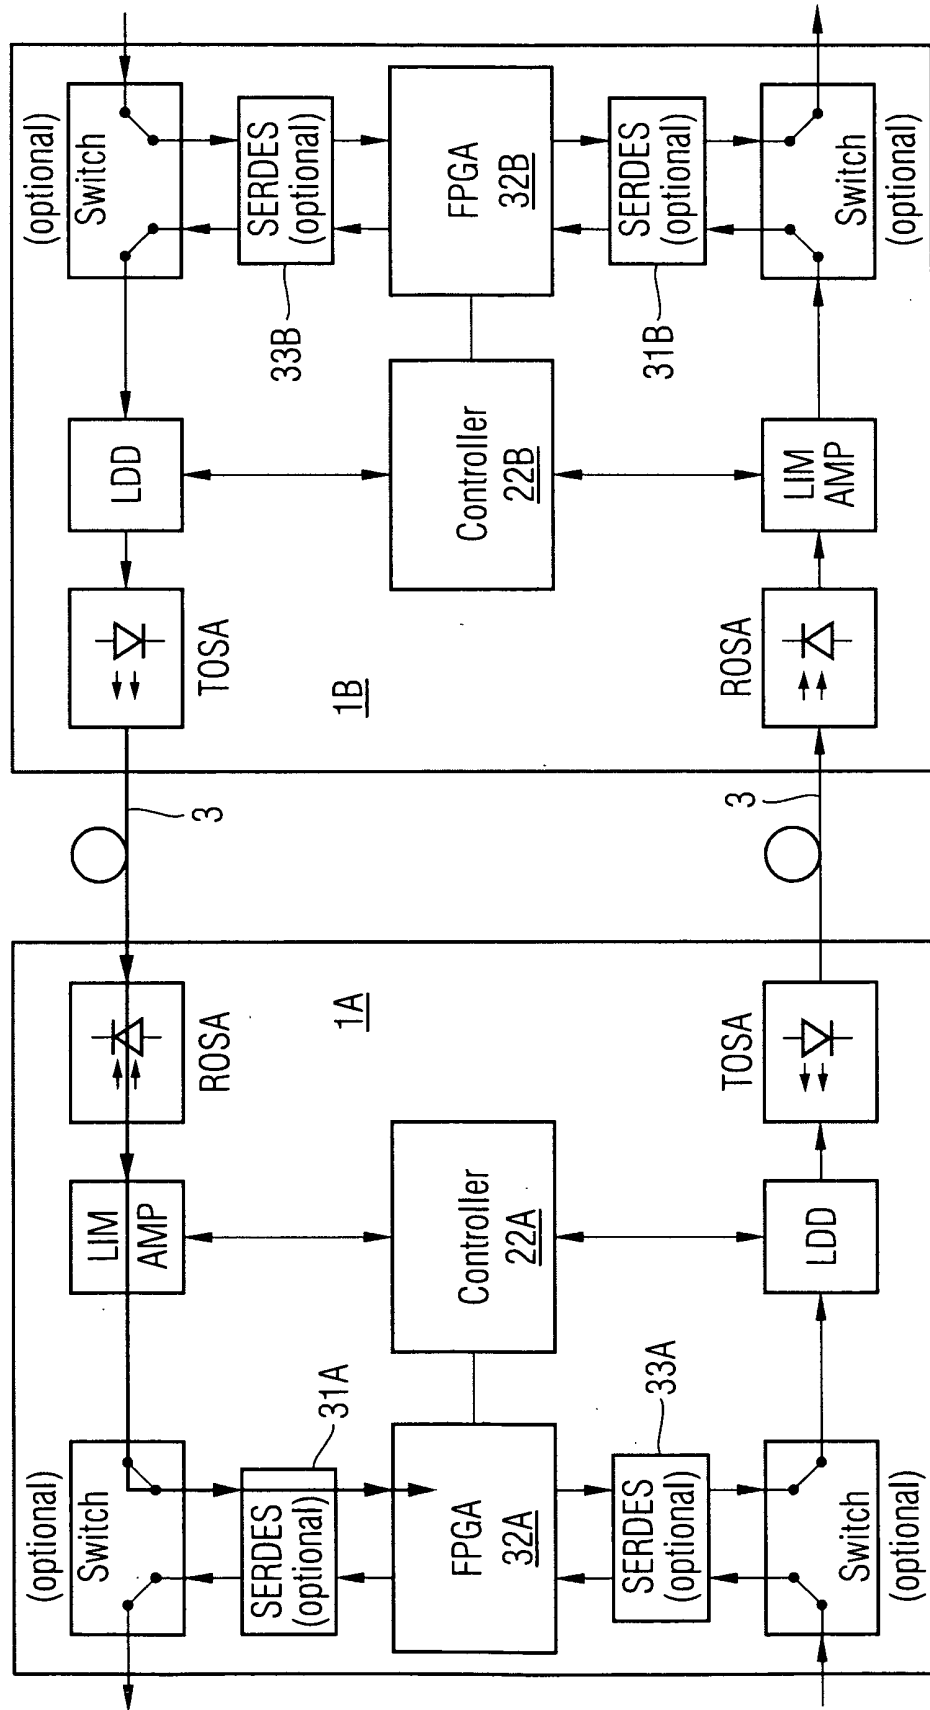 (optional)
Switch
LIM
AMP
ROSA
3
TOSA
LDD
(optional)
Switch
SERDES
(optional)
31A
1A
1B
33B
SERDES
(optional)
FPGA
32A
Controller
22A
Controller
22B
FPGA
32B
SERDES
(optional)
33A
31B
SERDES
(optional)
Switch
(optional)
LDD
TOSA
3
ROSA
LIM
AMP
Switch
(optional)